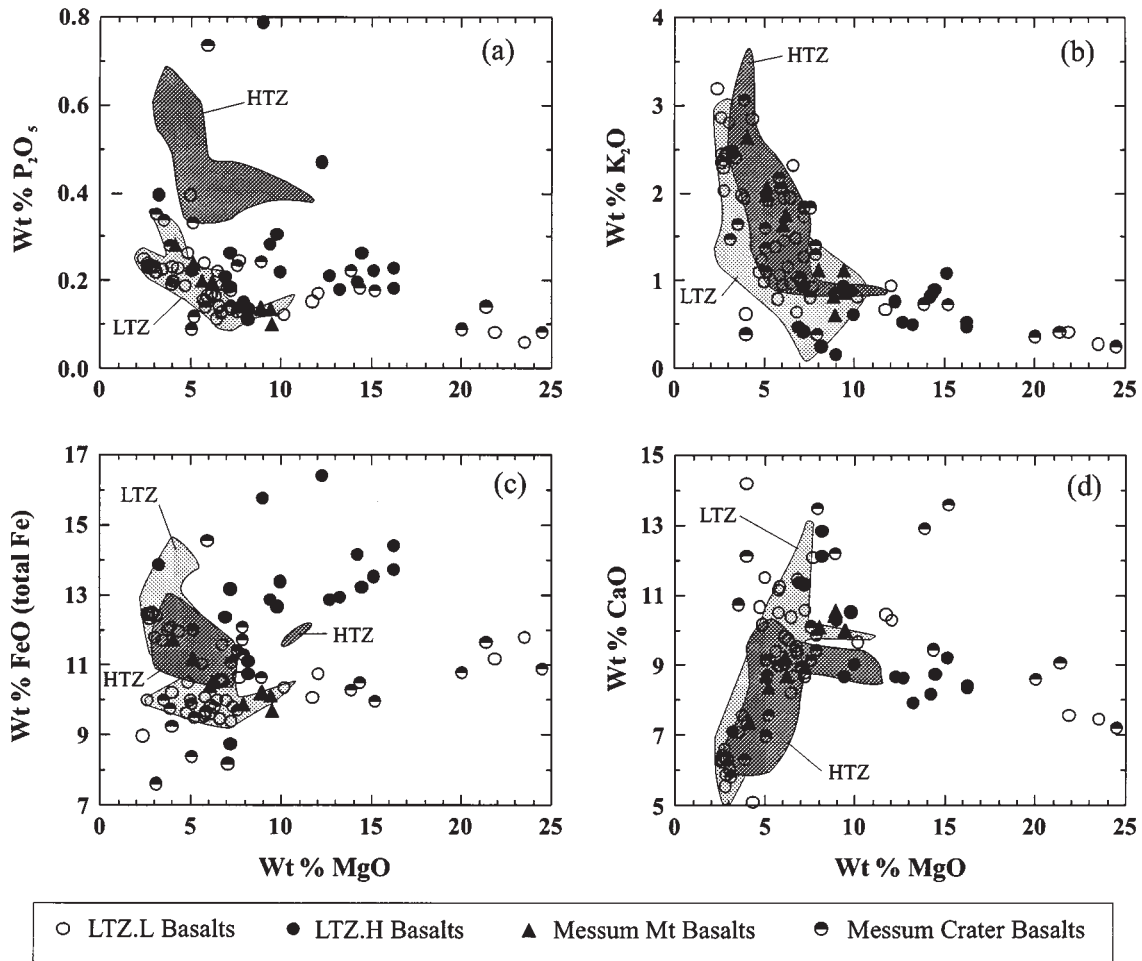 (a)
Wt % P₂O₅
0.8
0.6
0.4
0.2
0.0
HTZ
LTZ
0 5 10 15 20 25
(b)
Wt % K₂O
4
3
2
1
0
HTZ
LTZ
0 5 10 15 20 25
(c)
Wt % FeO (total Fe)
17
15
13
11
9
7
LTZ
HTZ
HTZ
0 5 10 15 20 25
Wt % MgO
(d)
Wt % CaO
15
13
11
9
7
5
LTZ
HTZ
0 5 10 15 20 25
Wt % MgO
LTZ.L Basalts LTZ.H Basalts Messum Mt Basalts Messum Crater Basalts